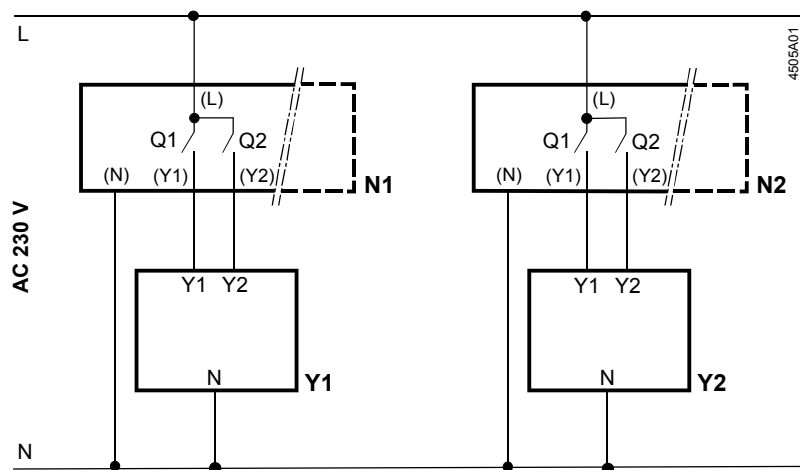 L
4505A01
(L)
(L)
Q1 Q2
Q1 Q2
(N) (Y1) (Y2) N1
(N) (Y1) (Y2) N2
AC 230 V
Y1 Y2
Y1 Y2
N Y1
N Y2
N